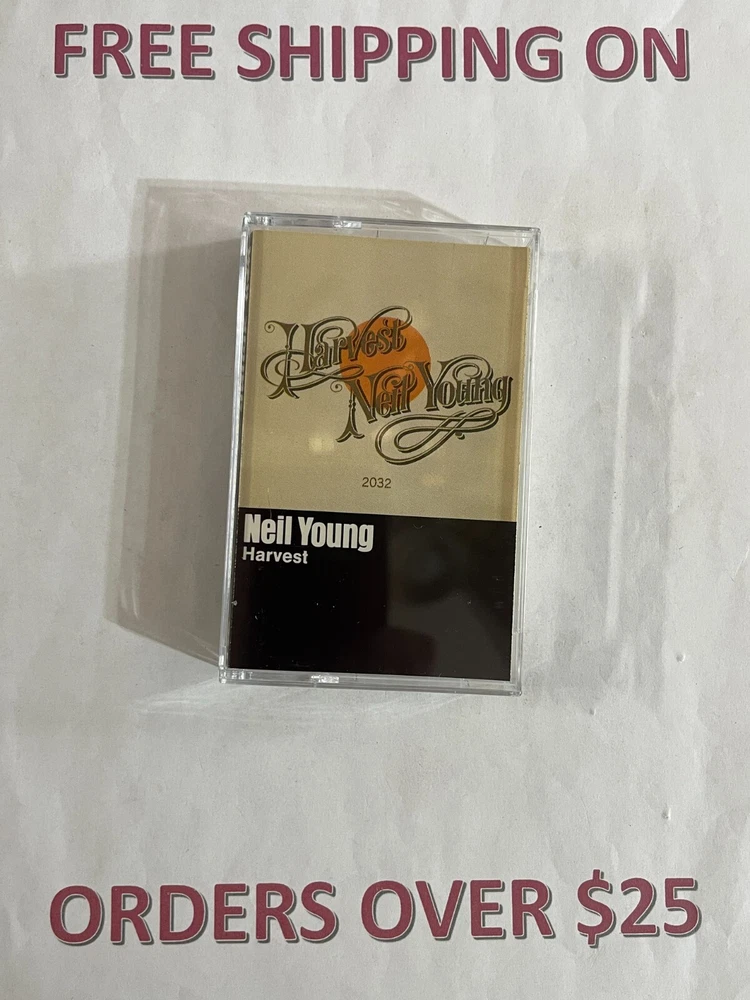 FREE SHIPPING ON
Harvest
Neil Young
2032
Neil Young
Harvest
ORDERS OVER $25